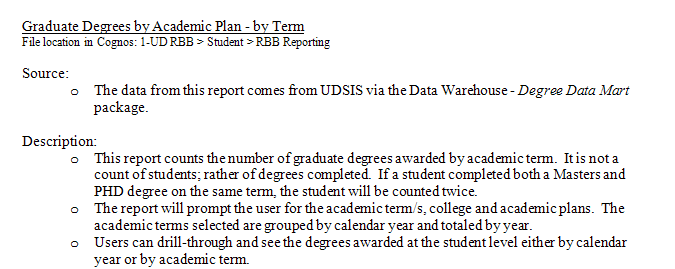 Graduate Degrees by Academic Plan - by Term
File location in Cognos: 1-UD RBB > Student > RBB Reporting
Source:
o The data from this report comes from UDSIS via the Data Warehouse - Degree Data Mart
package.
Description:
o This report counts the number of graduate degrees awarded by academic term. It is not a
count of students; rather of degrees completed. If a student completed both a Masters and
PHD degree on the same term, the student will be counted twice.
o The report will prompt the user for the academic term/s, college and academic plans. The
academic terms selected are grouped by calendar year and totaled by year.
o Users can drill-through and see the degrees awarded at the student level either by calendar
year or by academic term.